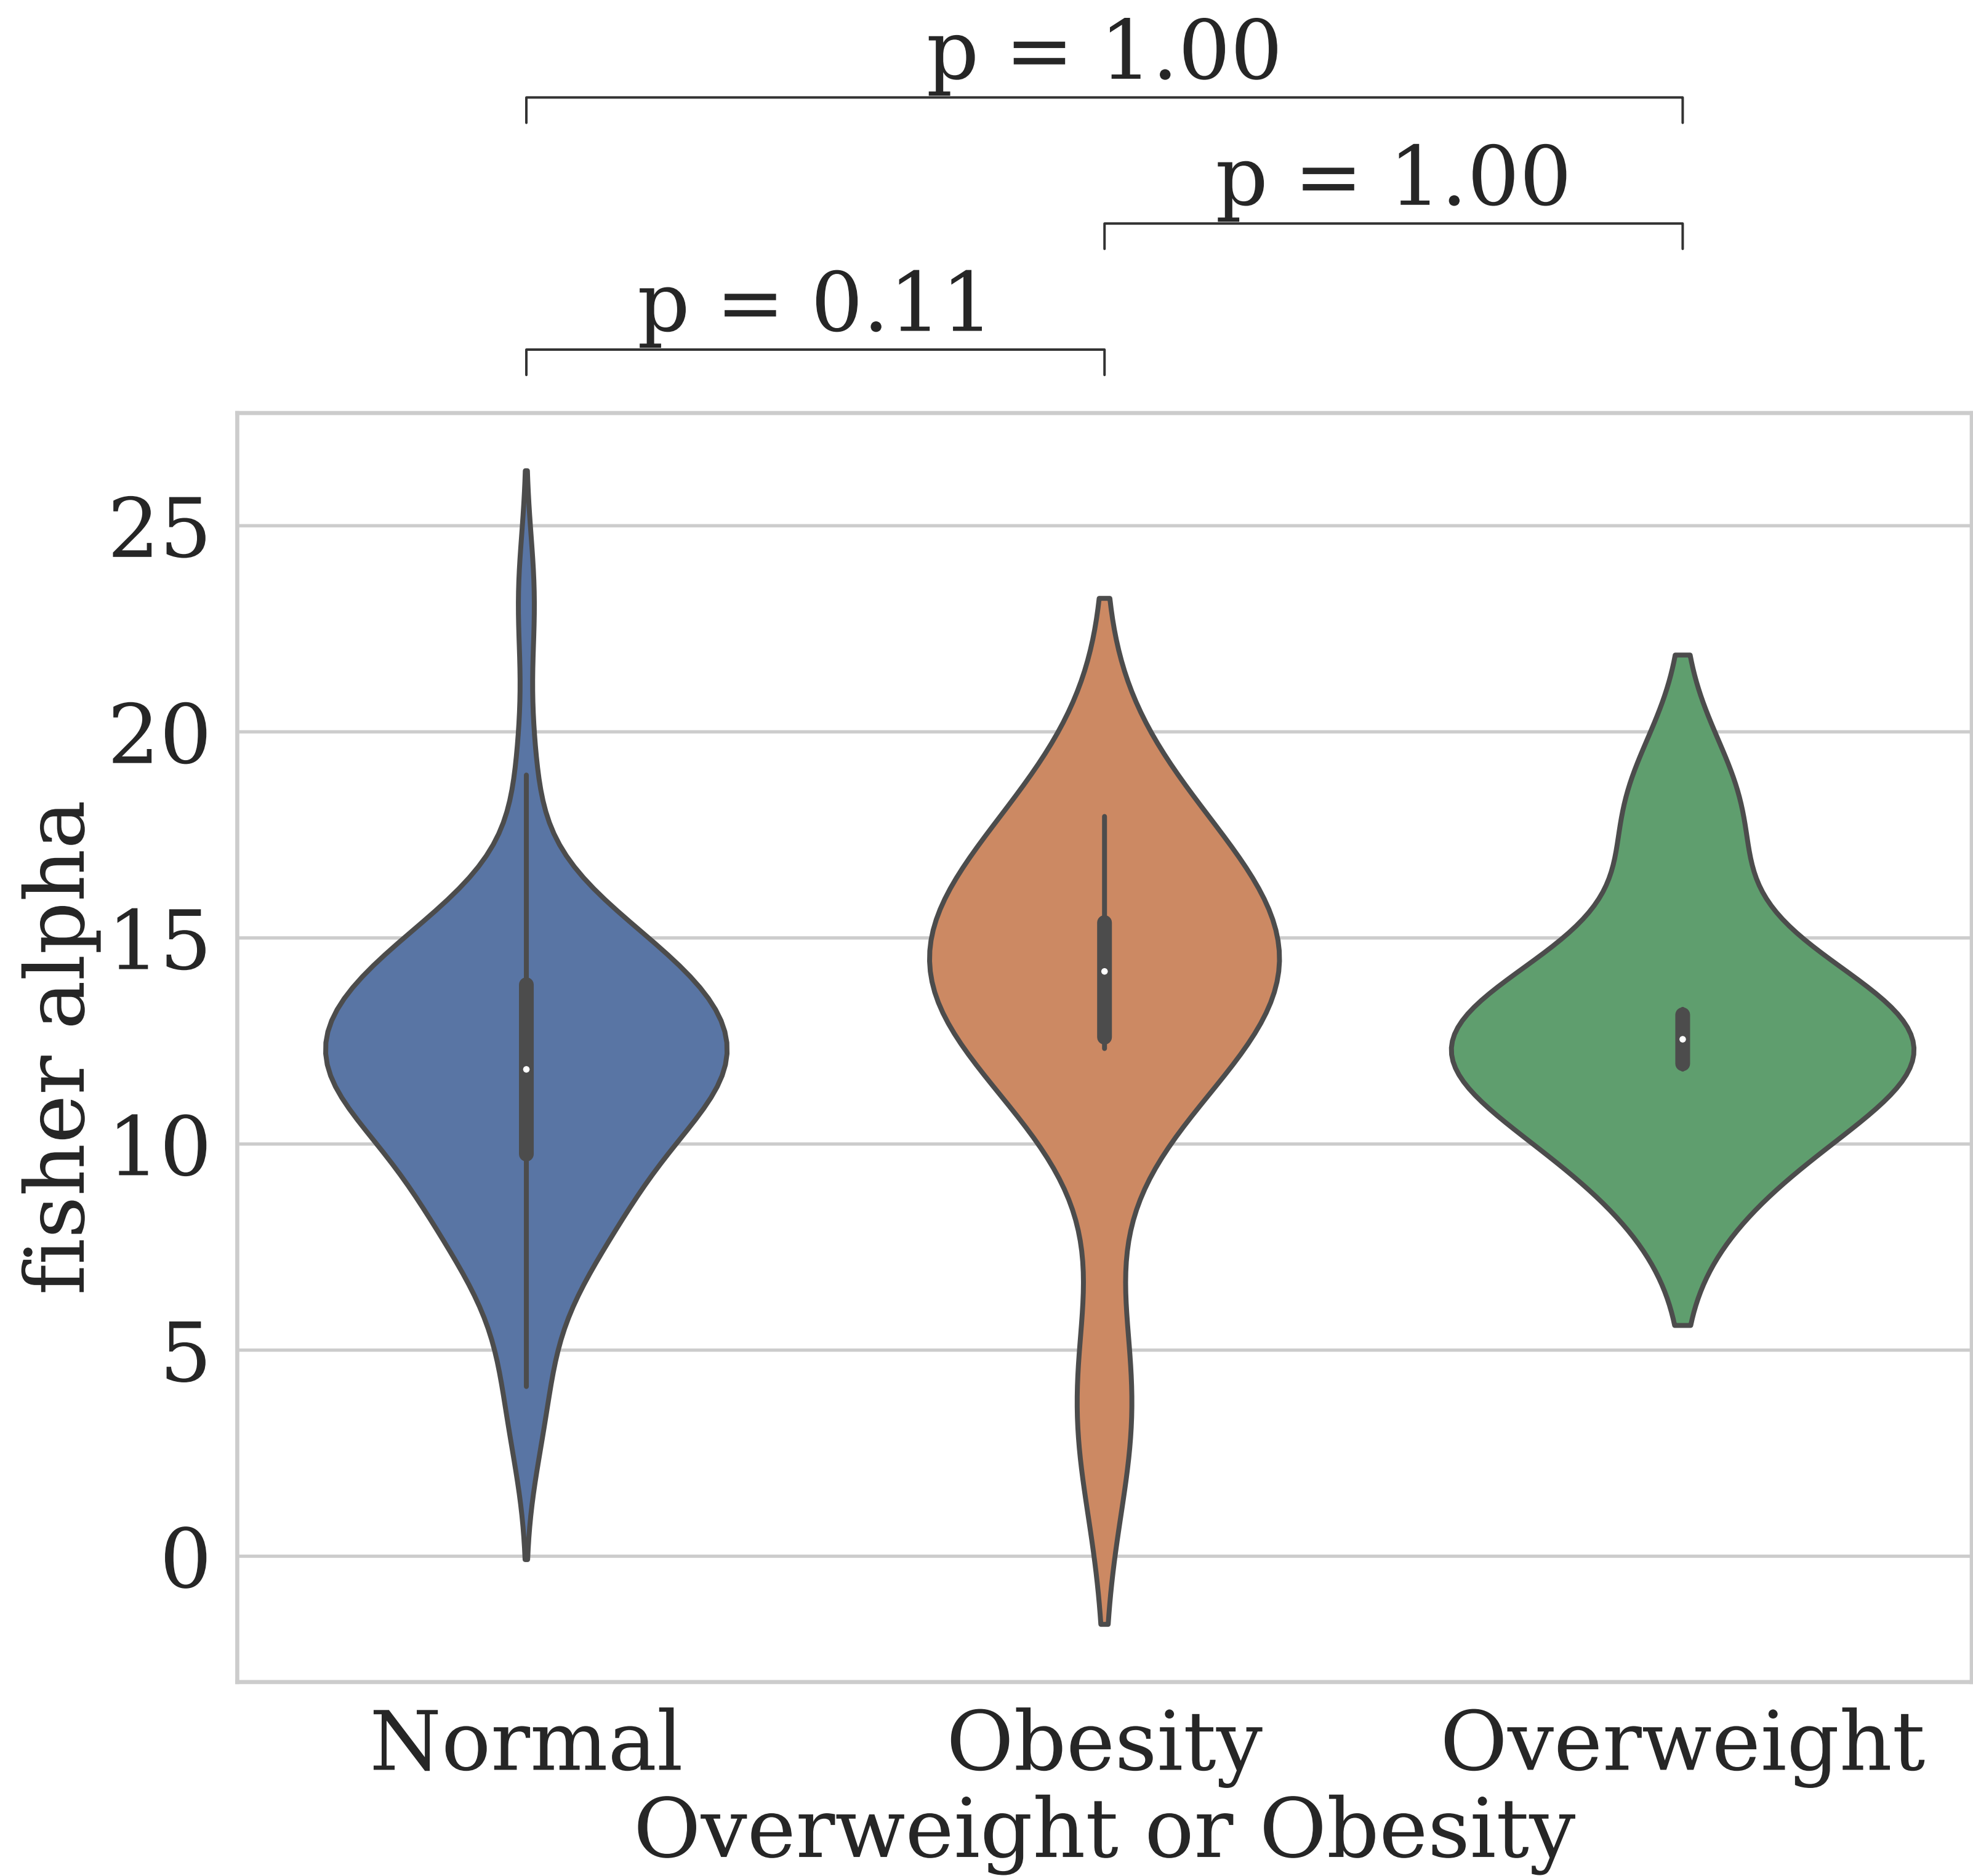 p = 1.00
p = 1.00
p = 0.11
fisher alpha
25
20
15
10
5
0
Normal Obesity Overweight
Overweight or Obesity